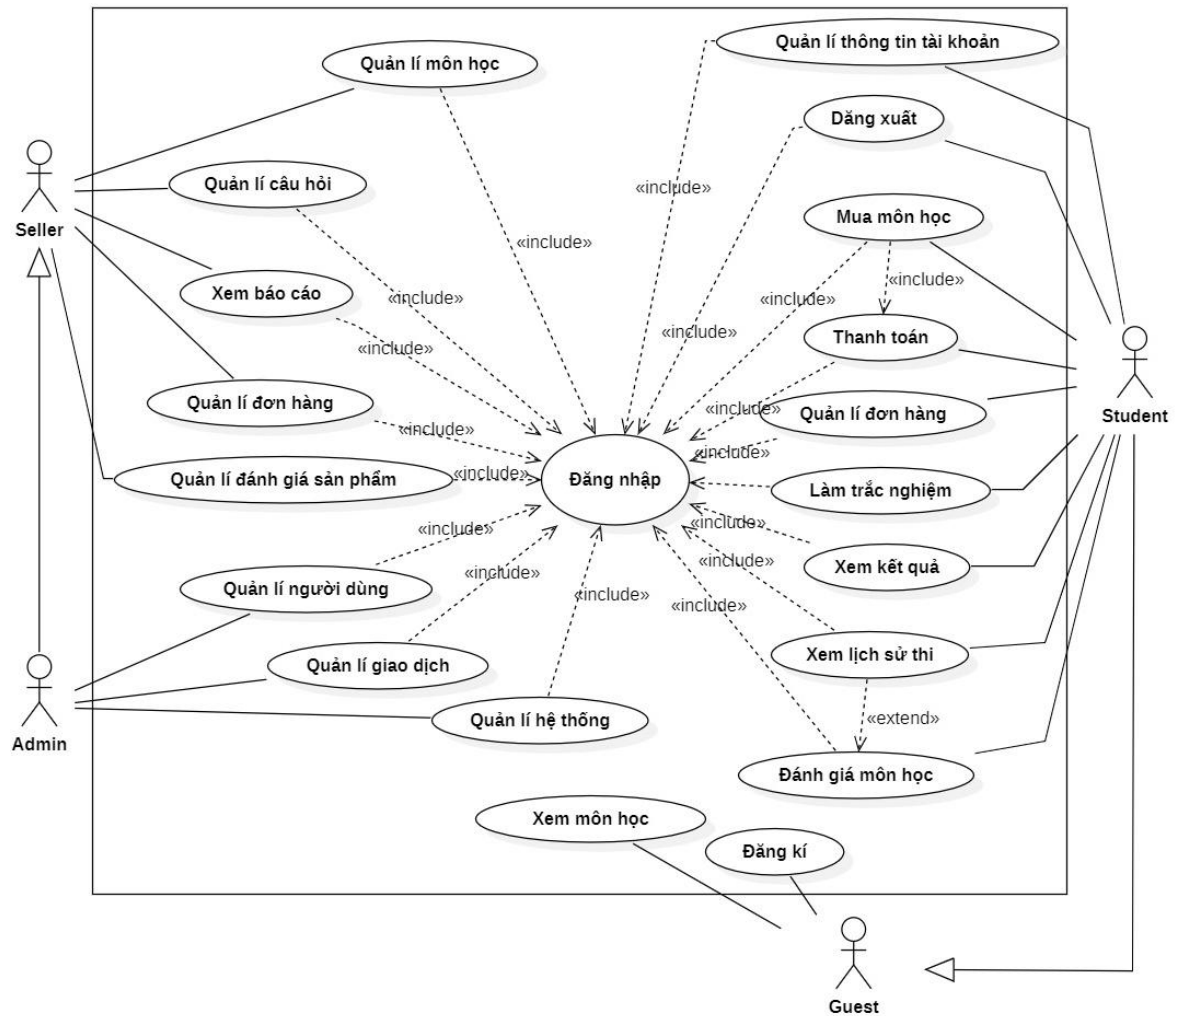 Quản lí thông tin tài khoản
Quản lí môn học
Dăng xuất
Quản lí câu hỏi
«include»
Mua môn học
Seller
«include»
«include»
Xem báo cáo
«include»
«include»
«include»
«include»
Thanh toán
«include»
Quản lí đơn hàng
«include»
Quản lí đơn hàng
Student
«include»
«include»
Quản lí đánh giá sản phẩm
«include»
Đăng nhập
Làm trắc nghiệm
«include»
«include»
«include»
«include»
Xem kết quả
Quản lí người dùng
«include»
«include»
Quản lí giao dịch
Xem lịch sử thi
Quản lí hệ thống
«extend»
Admin
Đánh giá môn học
Xem môn học
Đăng kí
Guest